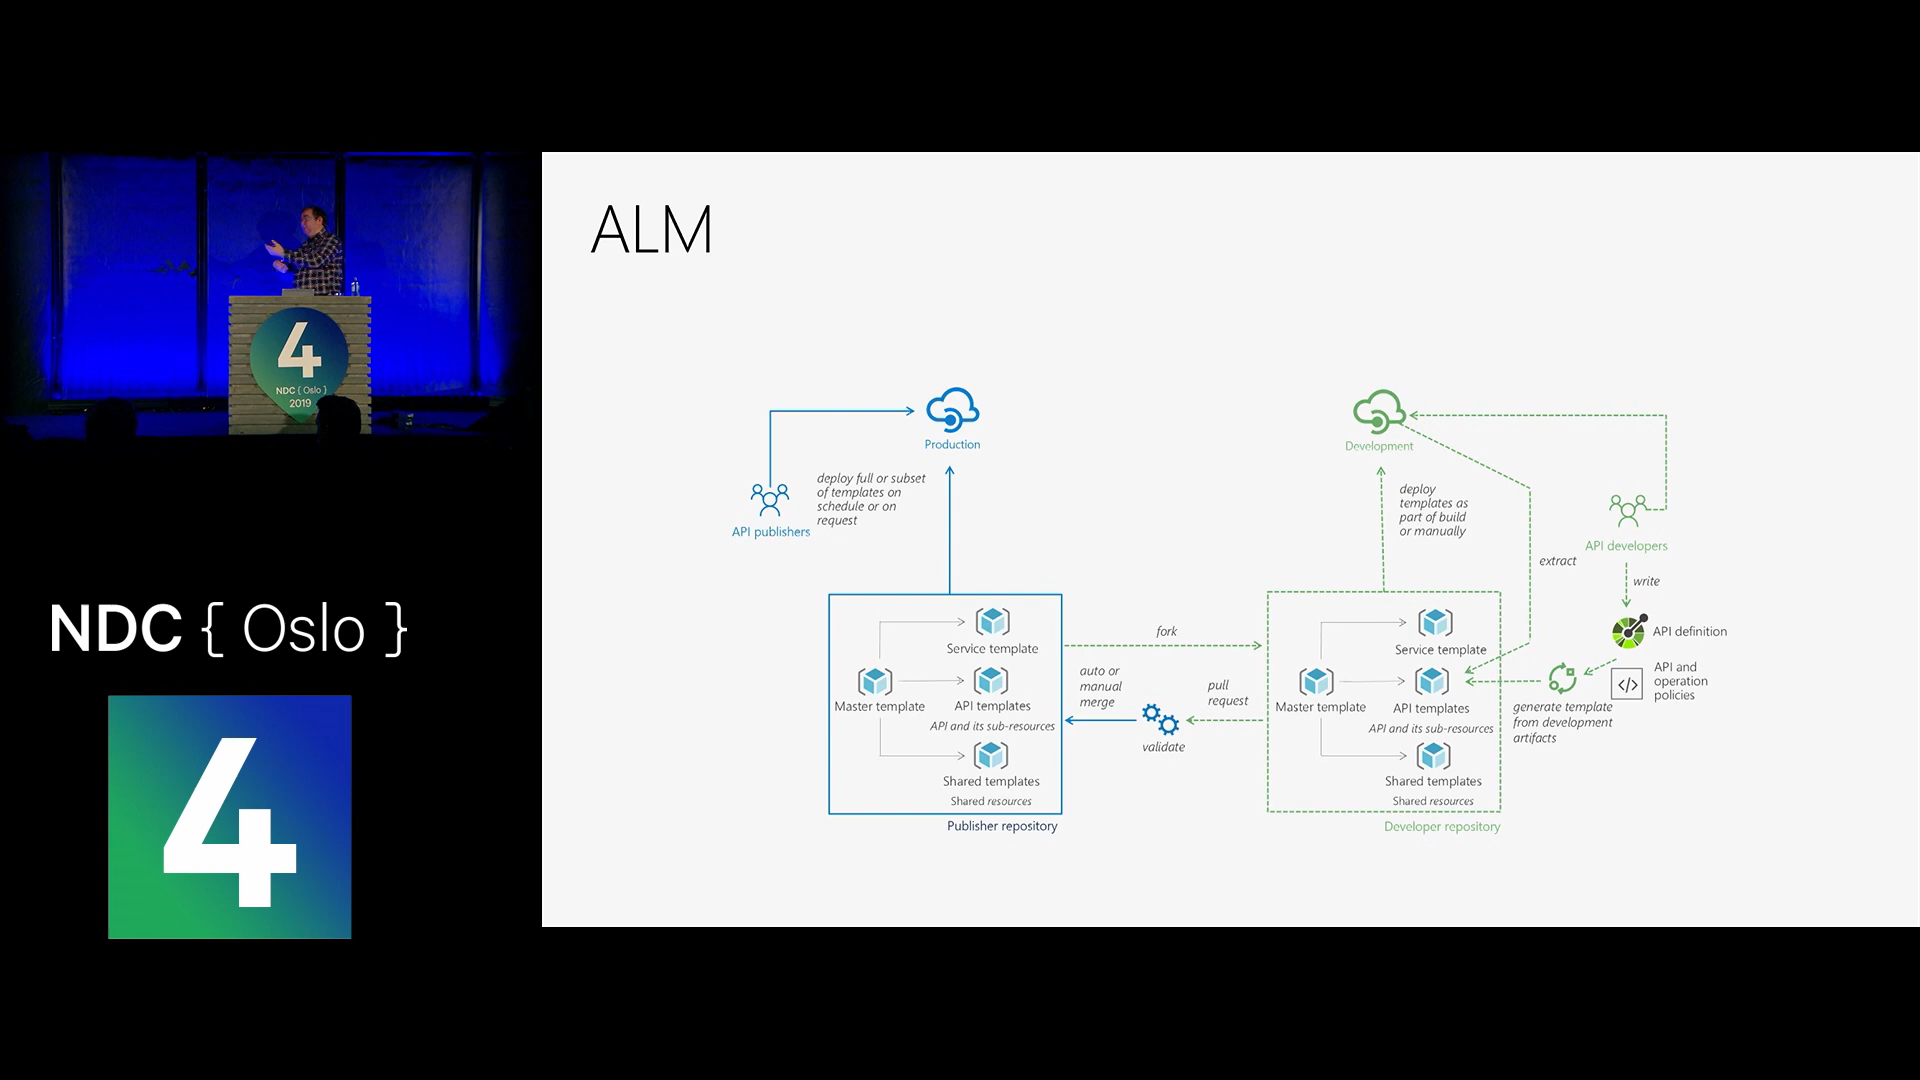 4
NDC { Oslo }
2019
NDC { Oslo }
4
ALM
Production
API publishers
deploy full or subset
of templates on
schedule or on
request
Service template
Master template
API templates
API and its sub-resources
Shared templates
Shared resources
Publisher repository
fork
auto or
manual
merge
pull
request
validate
Development
deploy
templates as
part of build
or manually
API developers
extract
write
API definition
API and
operation
policies
</>
generate template
from development
artifacts
Service template
Master template
API templates
API and its sub-resources
Shared templates
Shared resources
Developer repository